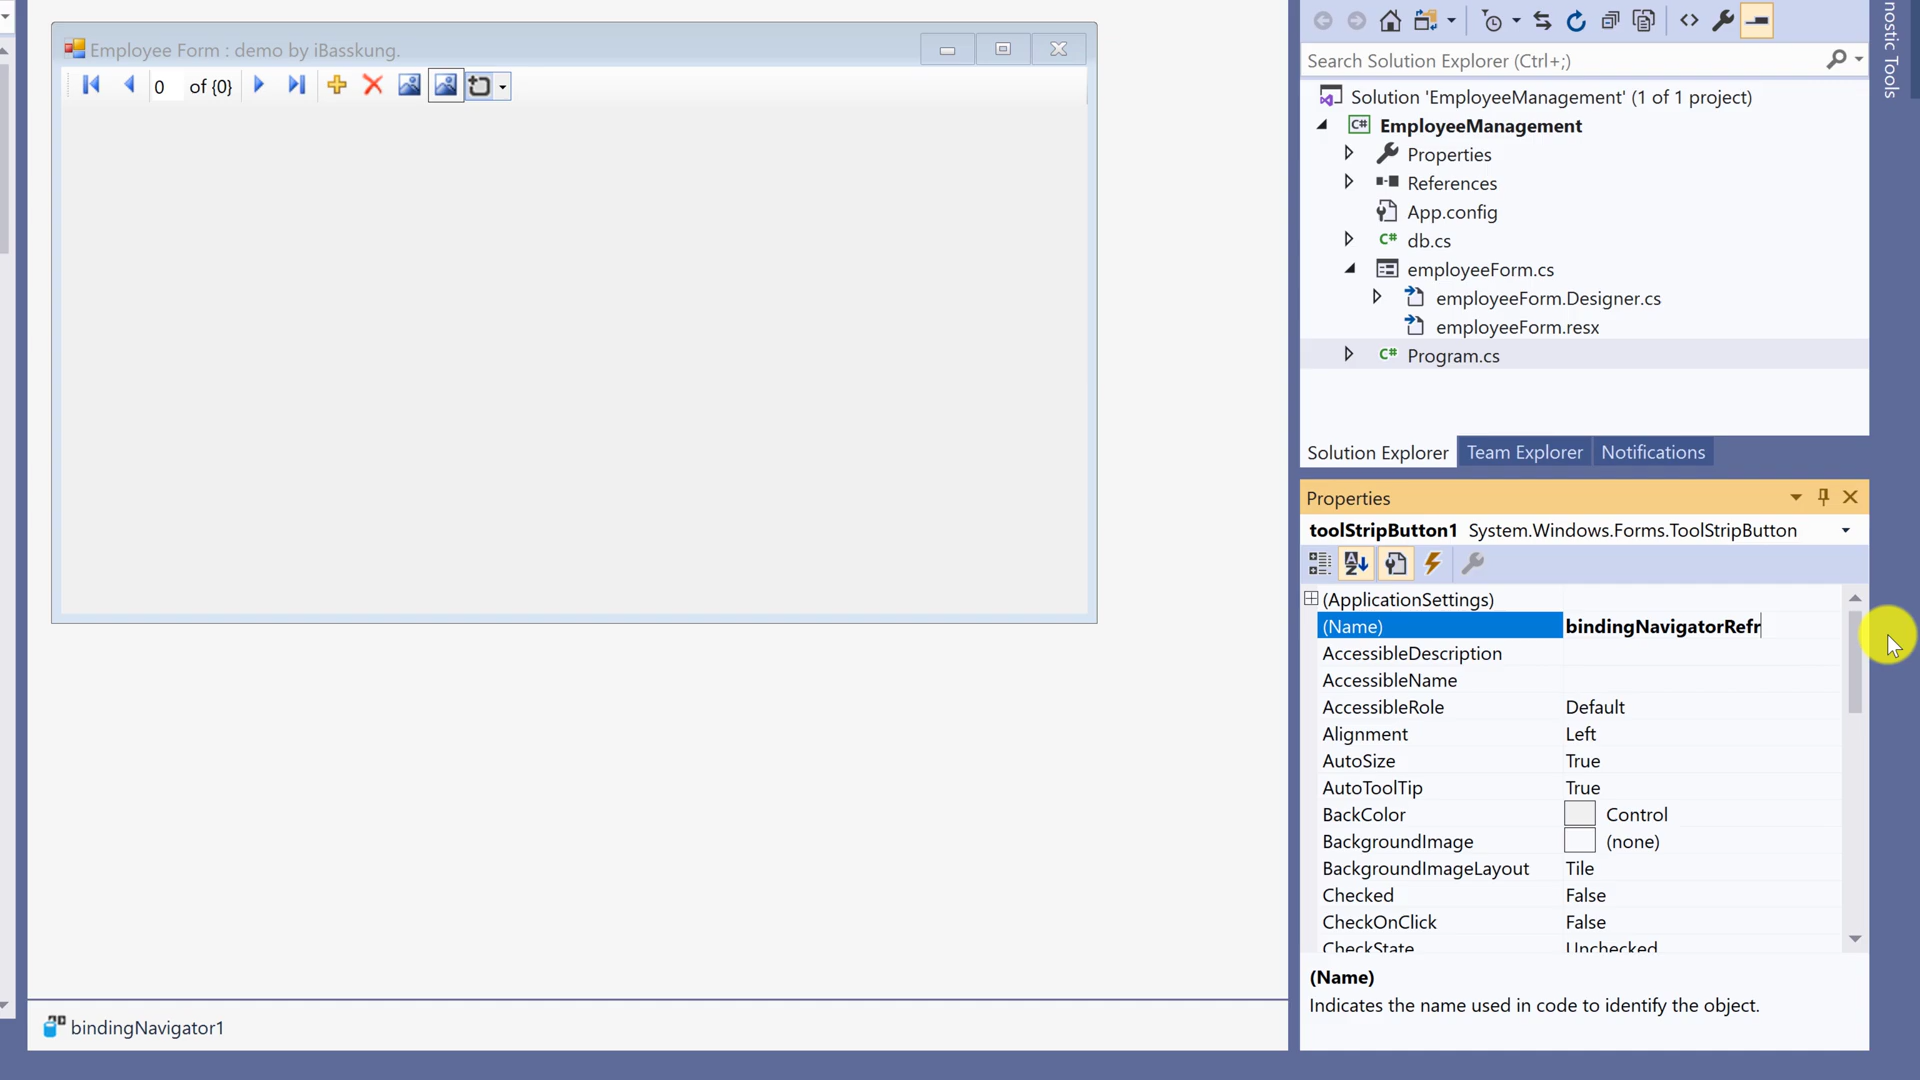 Employee Form : demo by iBasskung.
0 of {0}
bindingNavigator1
Search Solution Explorer (Ctrl+;)
Solution 'EmployeeManagement' (1 of 1 project)
C# EmployeeManagement
Properties
References
App.config
C# db.cs
employeeForm.cs
employeeForm.Designer.cs
employeeForm.resx
C# Program.cs
Solution Explorer Team Explorer Notifications
Properties
toolStripButton1 System.Windows.Forms.ToolStripButton
(ApplicationSettings)
(Name) bindingNavigatorRefr
AccessibleDescription
AccessibleName
AccessibleRole Default
Alignment Left
AutoSize True
AutoToolTip True
BackColor Control
BackgroundImage (none)
BackgroundImageLayout Tile
Checked False
CheckOnClick False
CheckState Unchecked
(Name)
Indicates the name used in code to identify the object.
nostic Tools